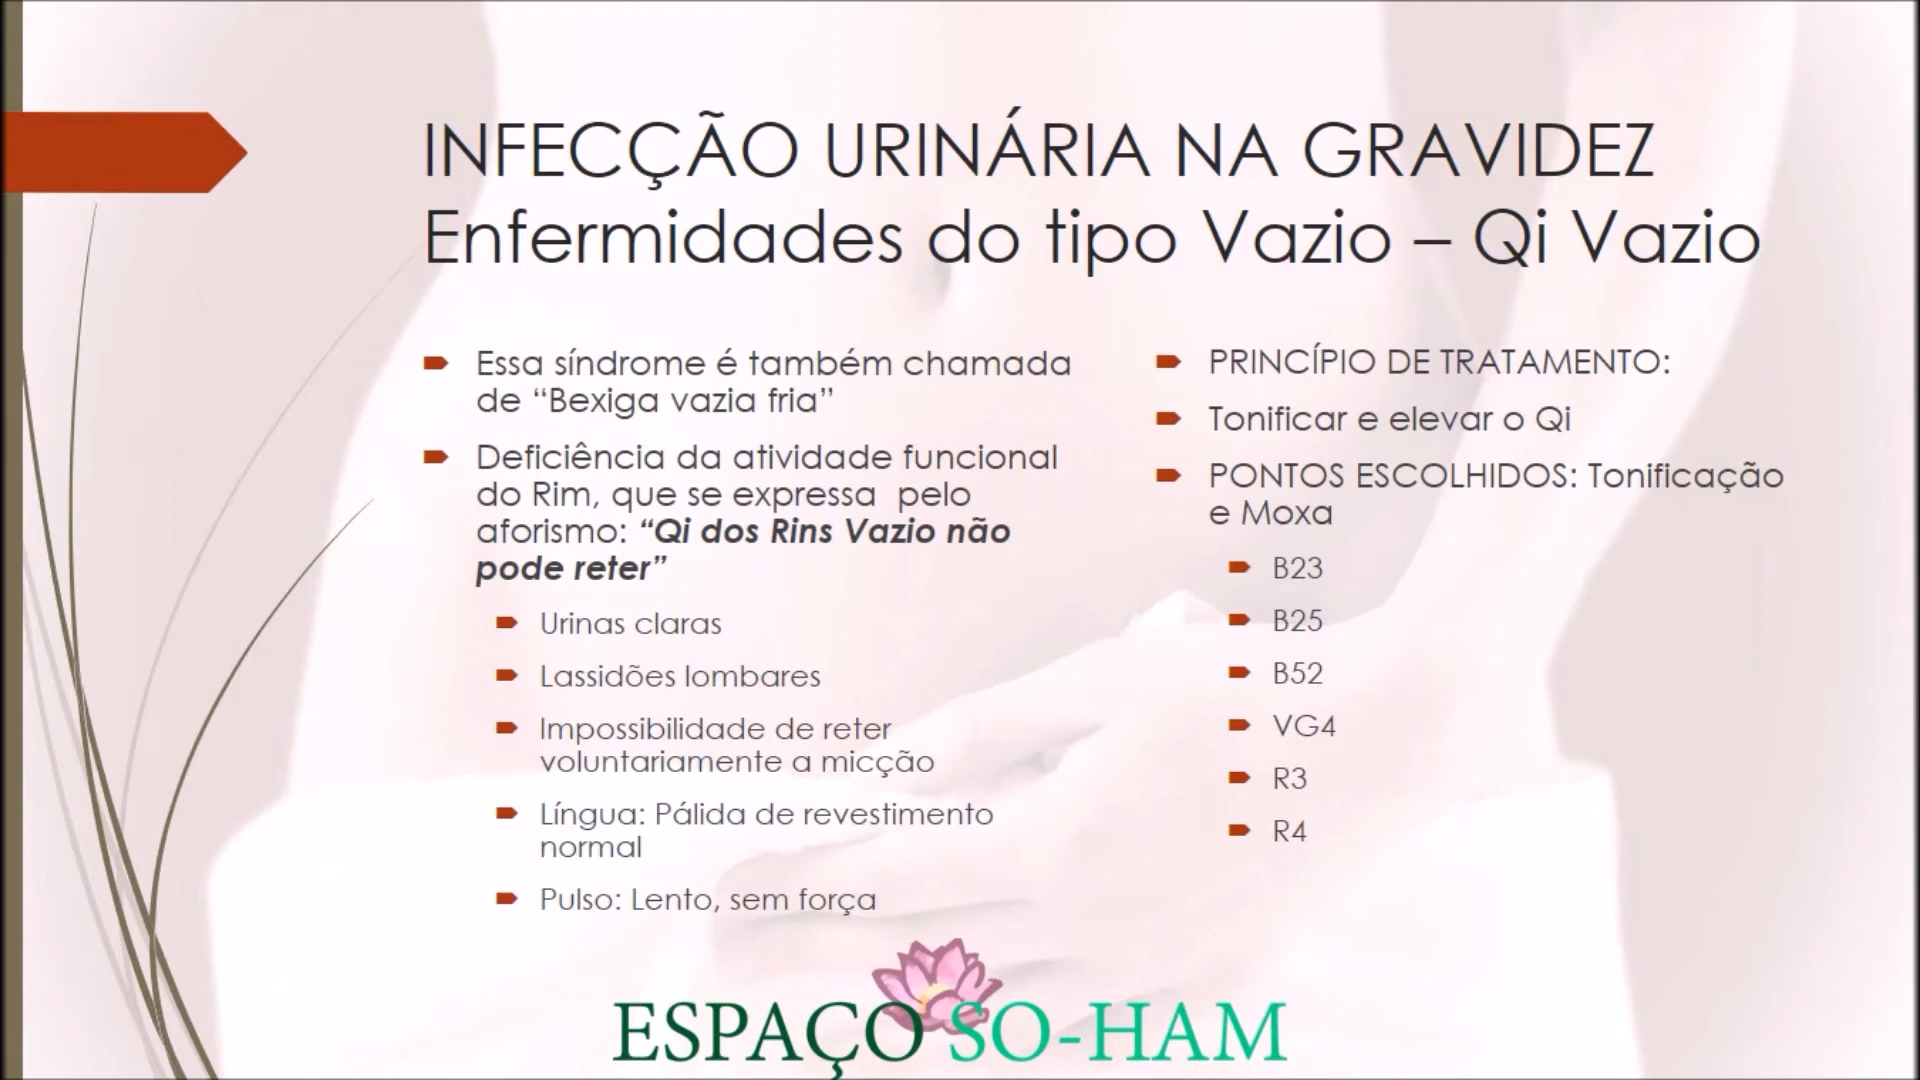 INFECÇÃO URINÁRIA NA GRAVIDEZ
Enfermidades do tipo Vazio – Qi Vazio
Essa síndrome é também chamada
de “Bexiga vazia fria”
Deficiência da atividade funcional
do Rim, que se expressa pelo
aforismo: “Qi dos Rins Vazio não
pode reter”
Urinas claras
Lassidões lombares
Impossibilidade de reter
voluntariamente a micção
Língua: Pálida de revestimento
normal
Pulso: Lento, sem força
PRINCÍPIO DE TRATAMENTO:
Tonificar e elevar o Qi
PONTOS ESCOLHIDOS: Tonificação
e Moxa
B23
B25
B52
VG4
R3
R4
ESPAÇO SO-HAM